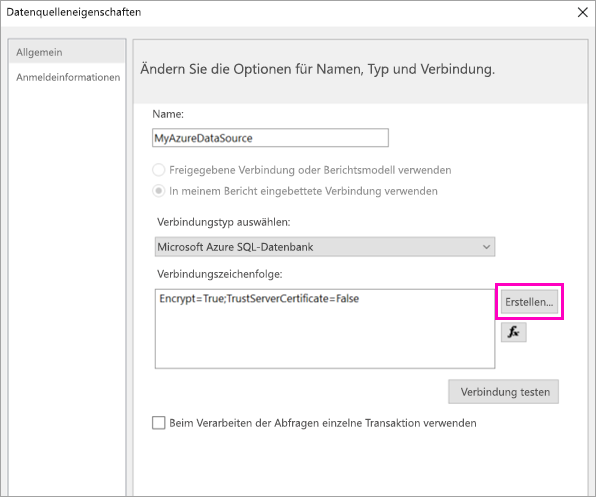 Datenquelleneigenschaften
Allgemein
Anmeldeinformationen
Ändern Sie die Optionen für Namen, Typ und Verbindung.
Name:
MyAzureDataSource
Freigegebene Verbindung oder Berichtsmodell verwenden
In meinem Bericht eingebettete Verbindung verwenden
Verbindungstyp auswählen:
Microsoft Azure SQL-Datenbank
Verbindungszeichenfolge:
Encrypt=True;TrustServerCertificate=False
Erstellen...
fx
Verbindung testen
Beim Verarbeiten der Abfragen einzelne Transaktion verwenden